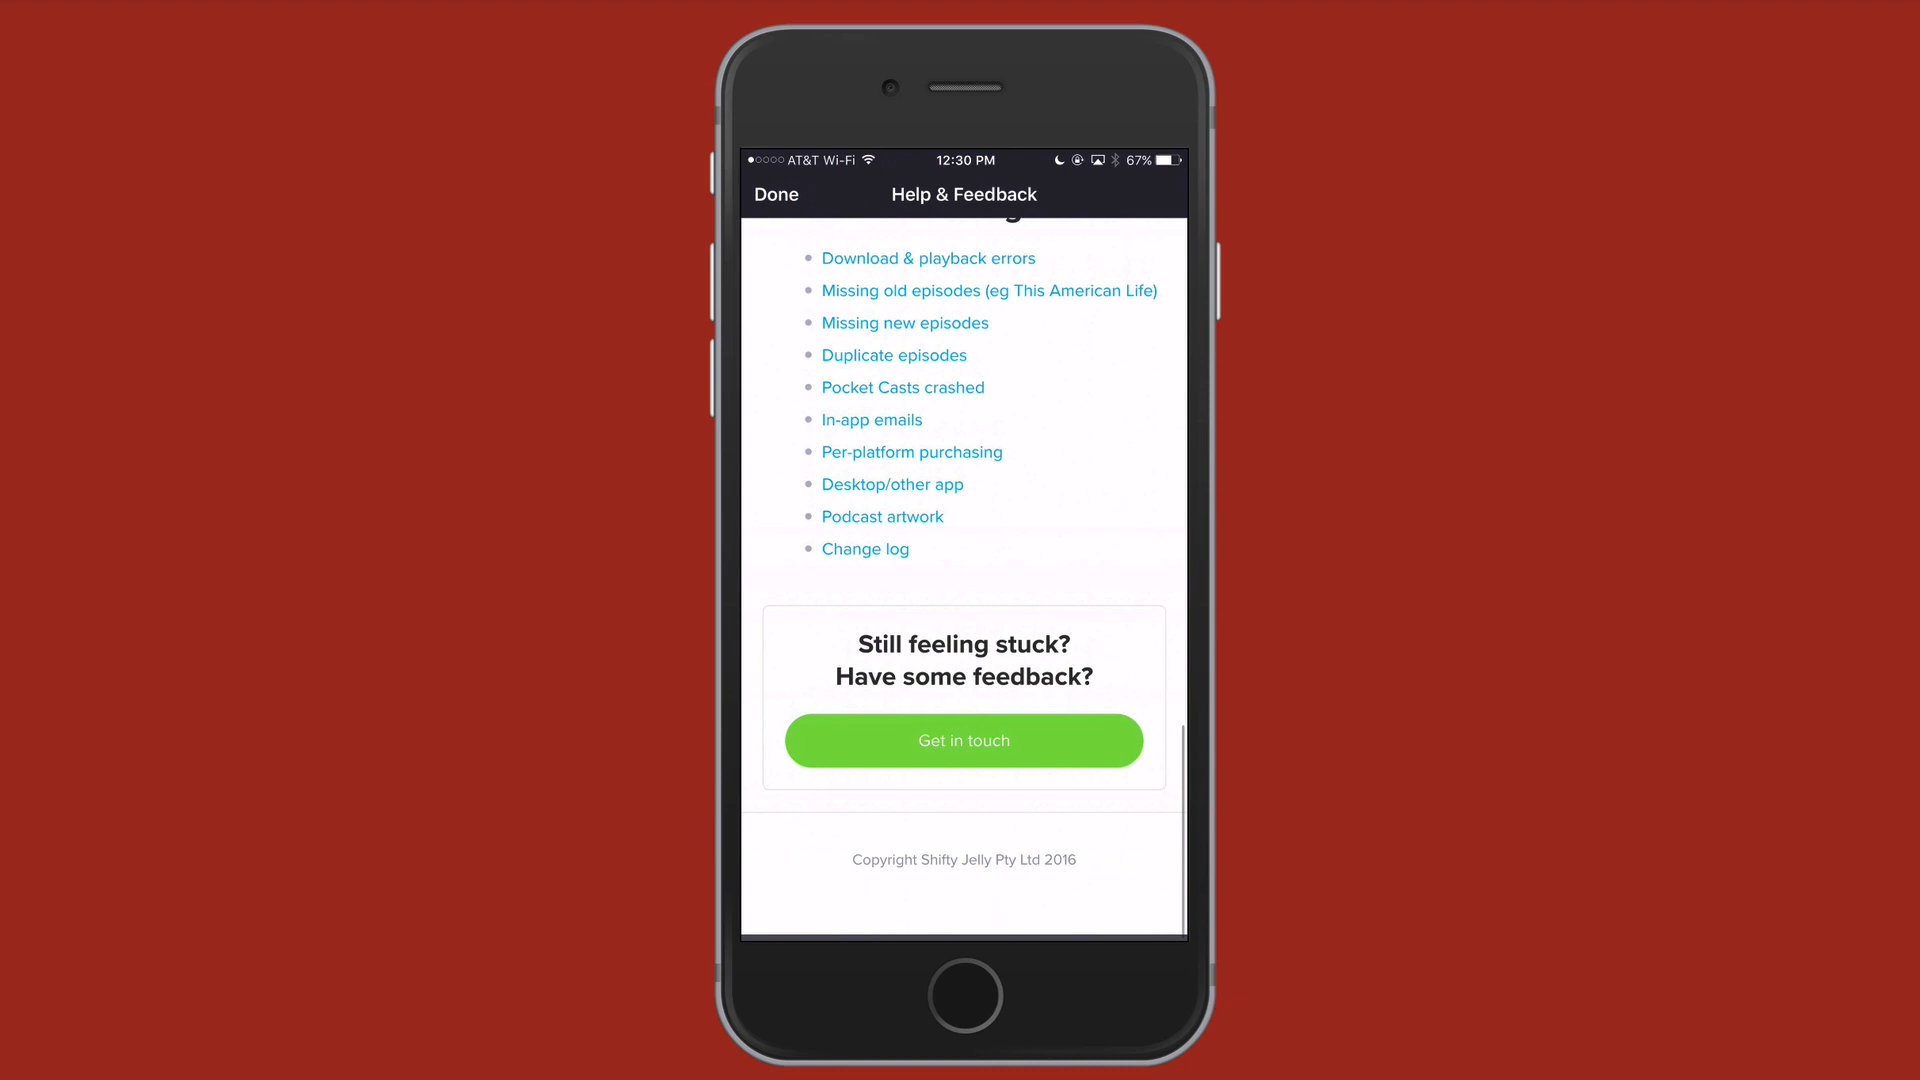 AT&T Wi-Fi 12:30 PM 67%
Done Help & Feedback
Download & playback errors
Missing old episodes (eg This American Life)
Missing new episodes
Duplicate episodes
Pocket Casts crashed
In-app emails
Per-platform purchasing
Desktop/other app
Podcast artwork
Change log
Still feeling stuck?
Have some feedback?
Get in touch
Copyright Shifty Jelly Pty Ltd 2016